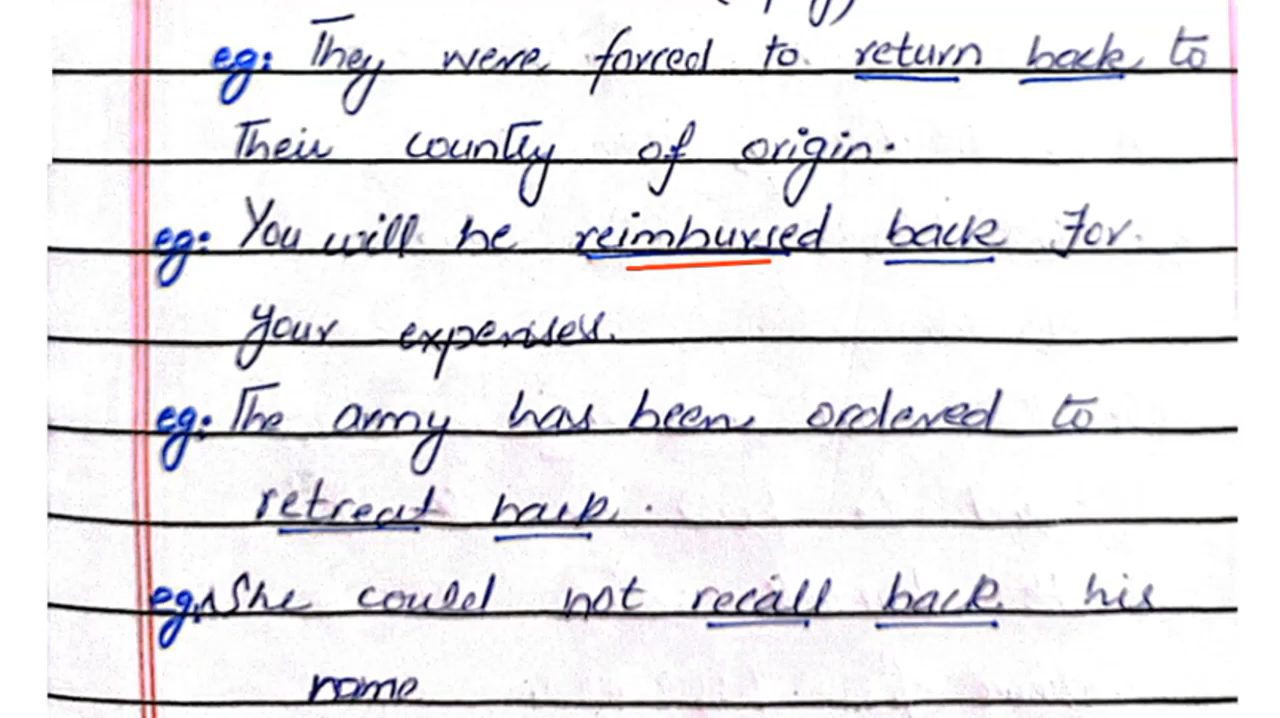 eg: They were forced to return back to
their country of origin.
eg: You will be reimbursed back for
your expenses.
eg: The army has been ordered to
retreat back.
eg. She could not recall back his
name